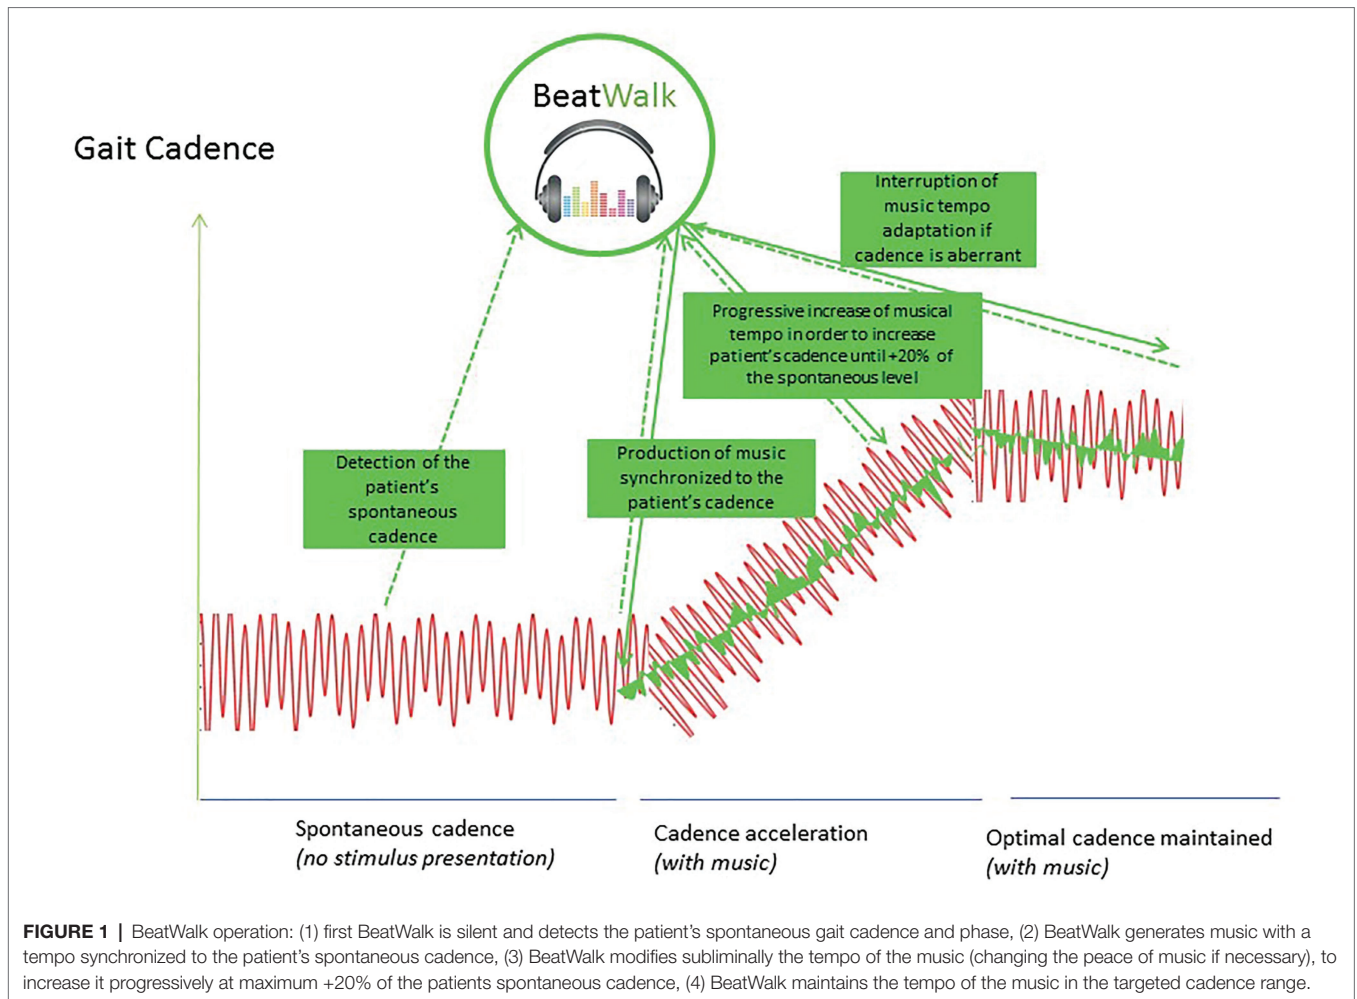 BeatWalk
Gait Cadence
Interruption of
music tempo
adaptation if
cadence is aberrant
Progressive increase of musical
tempo in order to increase
patient's cadence until +20% of
the spontaneous level
Production of music
synchronized to the
patient's cadence
Detection of the
patient's
spontaneous
cadence
Spontaneous cadence
(no stimulus presentation)
Cadence acceleration
(with music)
Optimal cadence maintained
(with music)
FIGURE 1 | BeatWalk operation: (1) first BeatWalk is silent and detects the patient's spontaneous gait cadence and phase, (2) BeatWalk generates music with a
tempo synchronized to the patient's spontaneous cadence, (3) BeatWalk modifies subliminally the tempo of the music (changing the peace of music if necessary), to
increase it progressively at maximum +20% of the patients spontaneous cadence, (4) BeatWalk maintains the tempo of the music in the targeted cadence range.